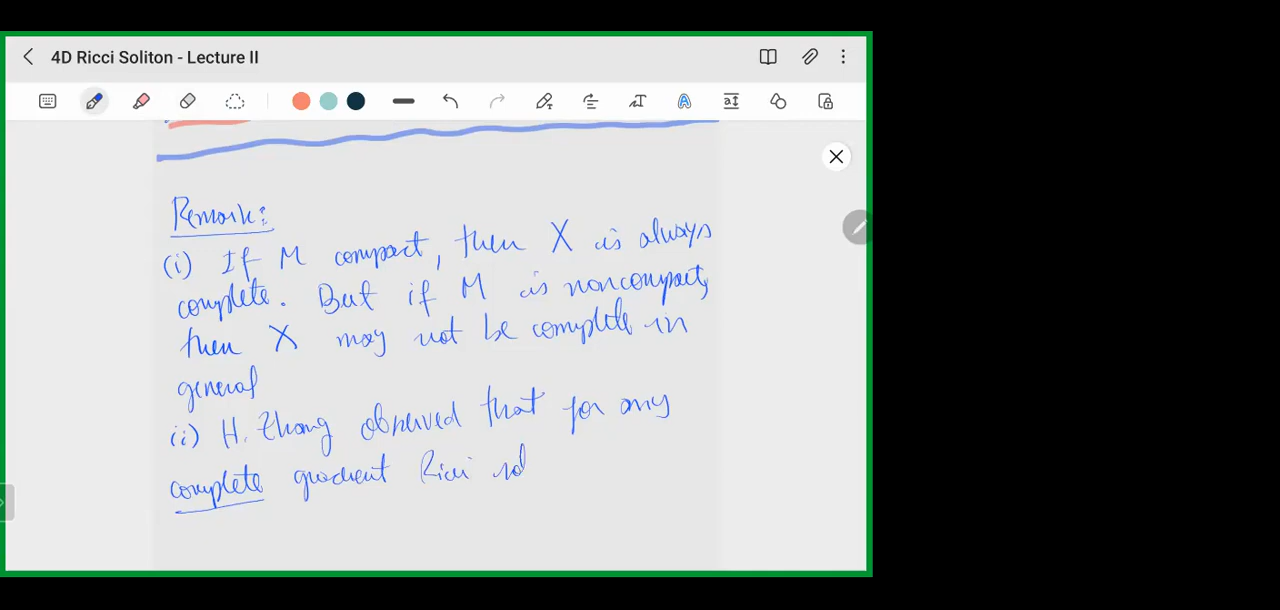 4D Ricci Soliton - Lecture II
Remark:
(i) If M compact, then X is always
complete. But if M is noncompact,
then X may not be complete in
general
(ii) H. Zhang observed that for any
complete gradient Ricci sol